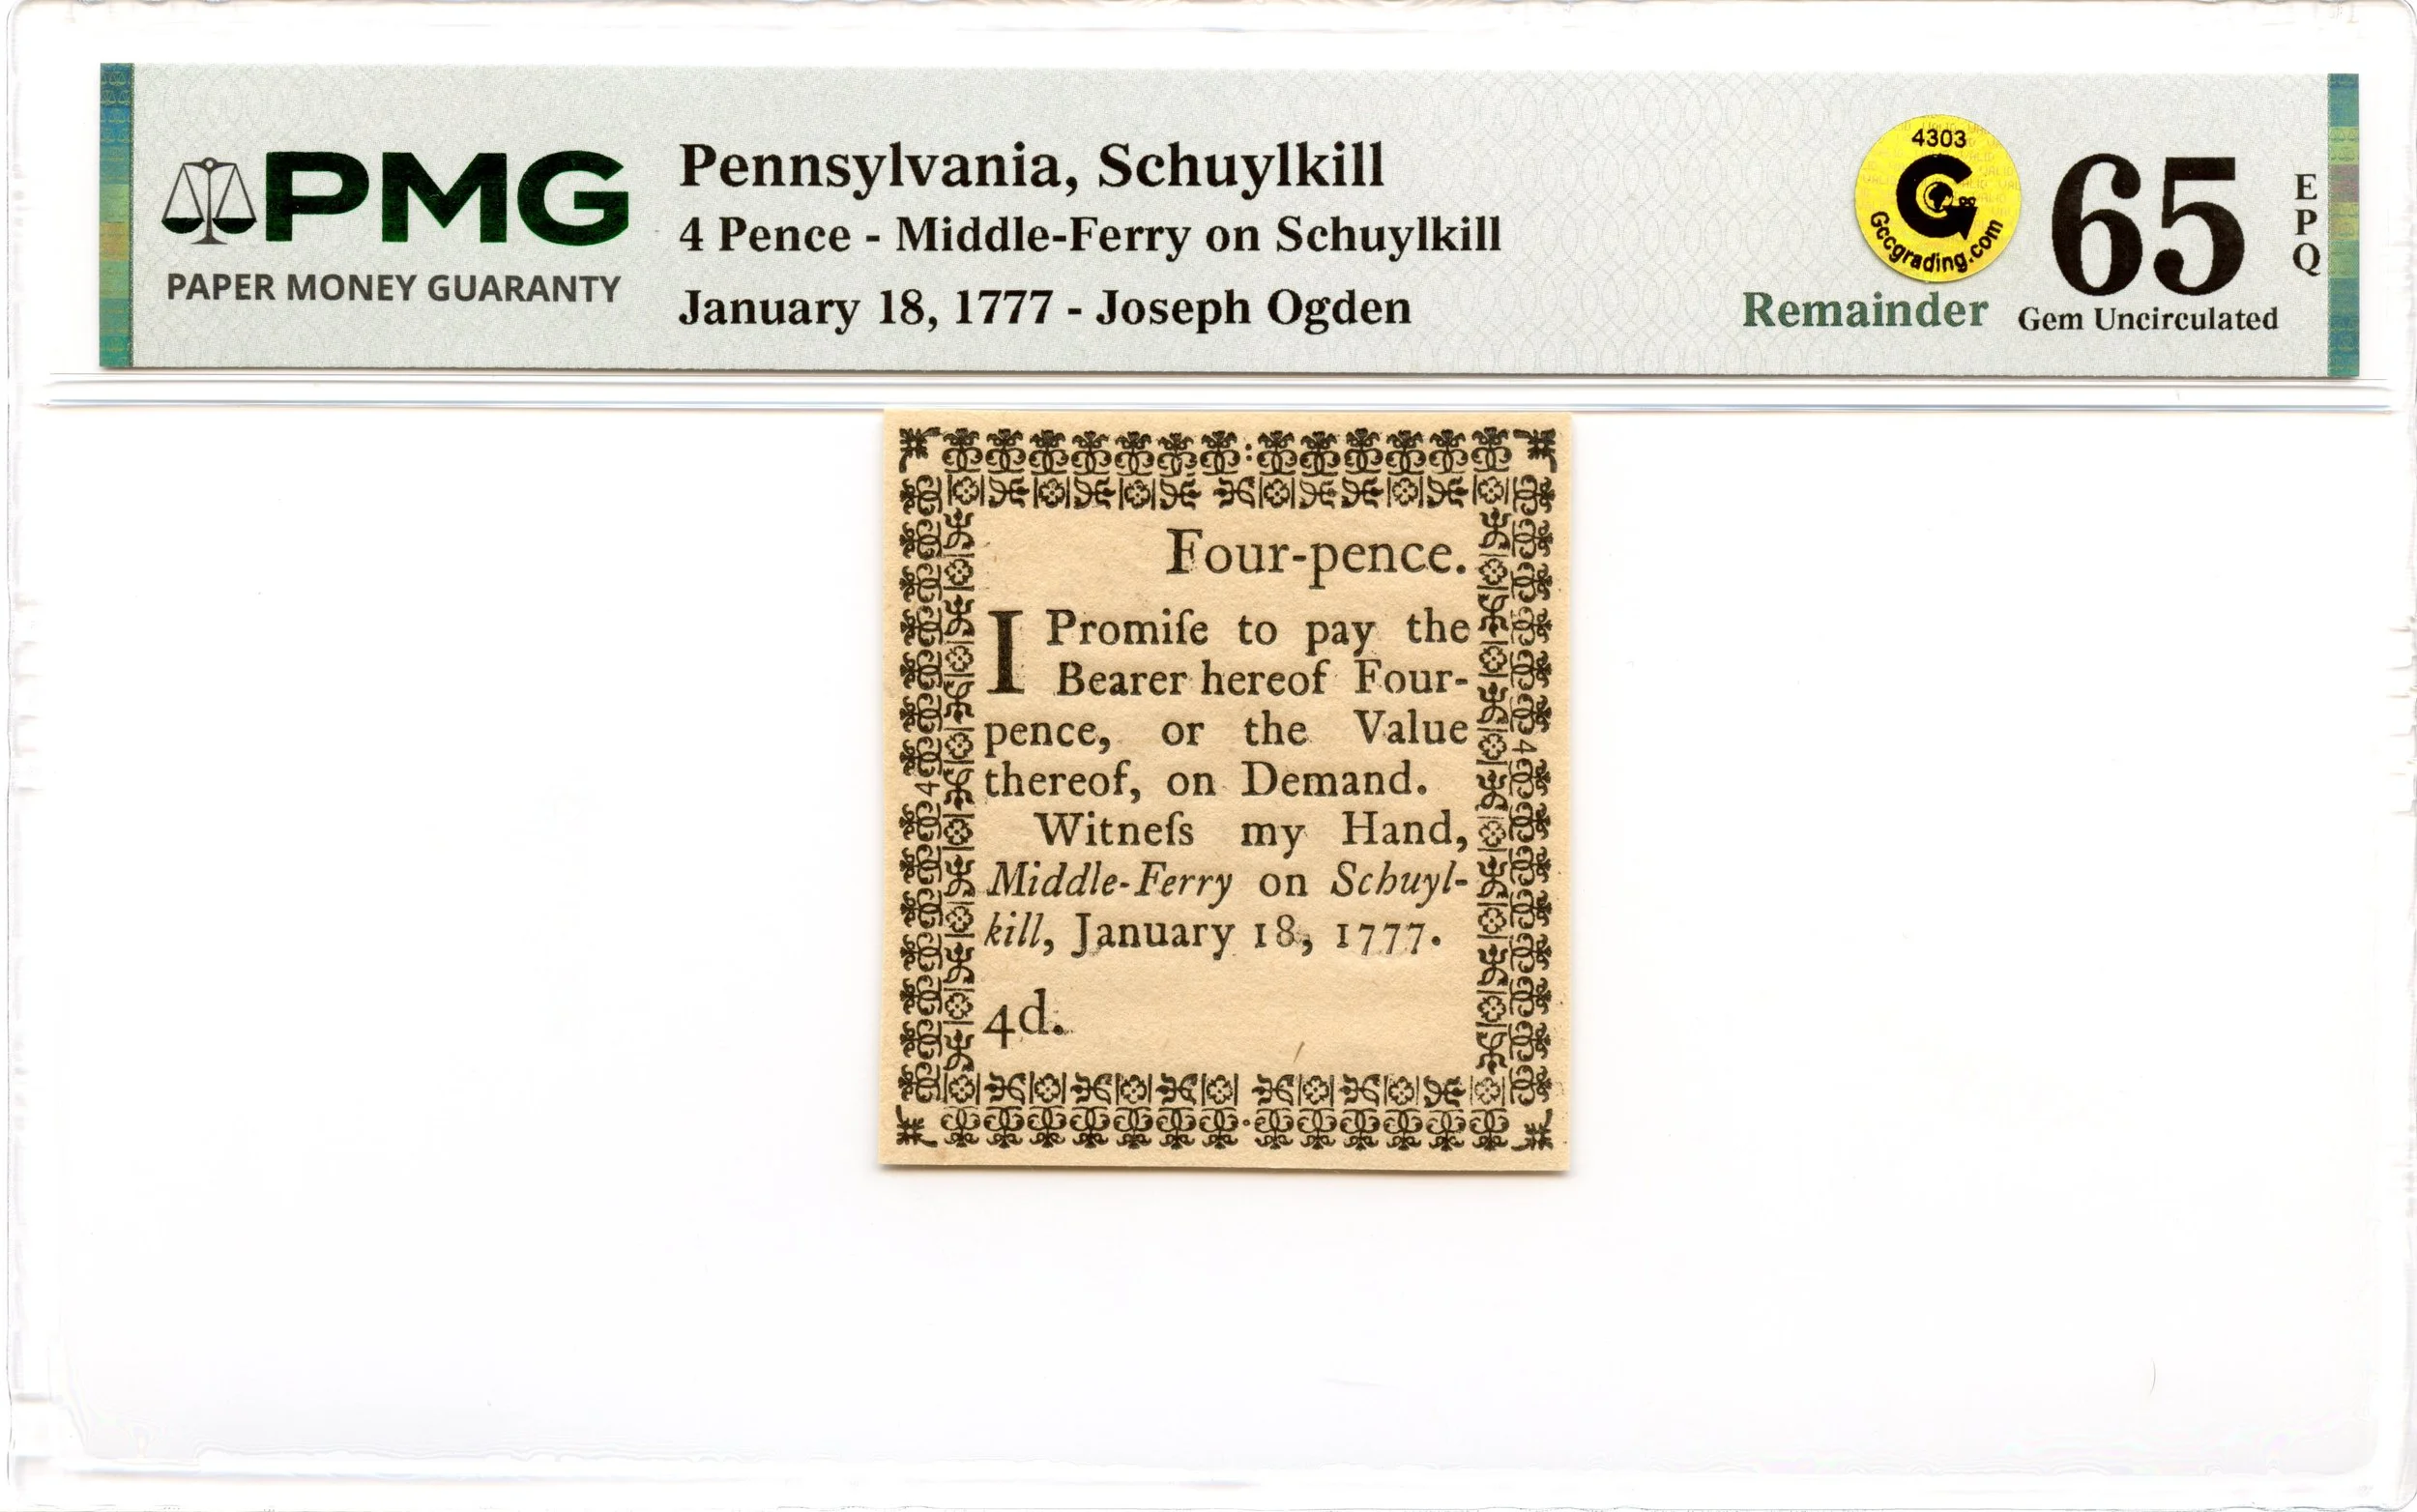 PMG
PAPER MONEY GUARANTY
Pennsylvania, Schuylkill
4 Pence - Middle-Ferry on Schuylkill
January 18, 1777 - Joseph Ogden
4303
G
Gccgrading.com
Remainder
65
Gem Uncirculated
EPQ
Four-pence.
I Promiſe to pay the
Bearer hereof Four-
pence, or the Value
thereof, on Demand.
Witneſs my Hand,
Middle-Ferry on Schuyl-
kill, January 18, 1777.
4d.
4
4